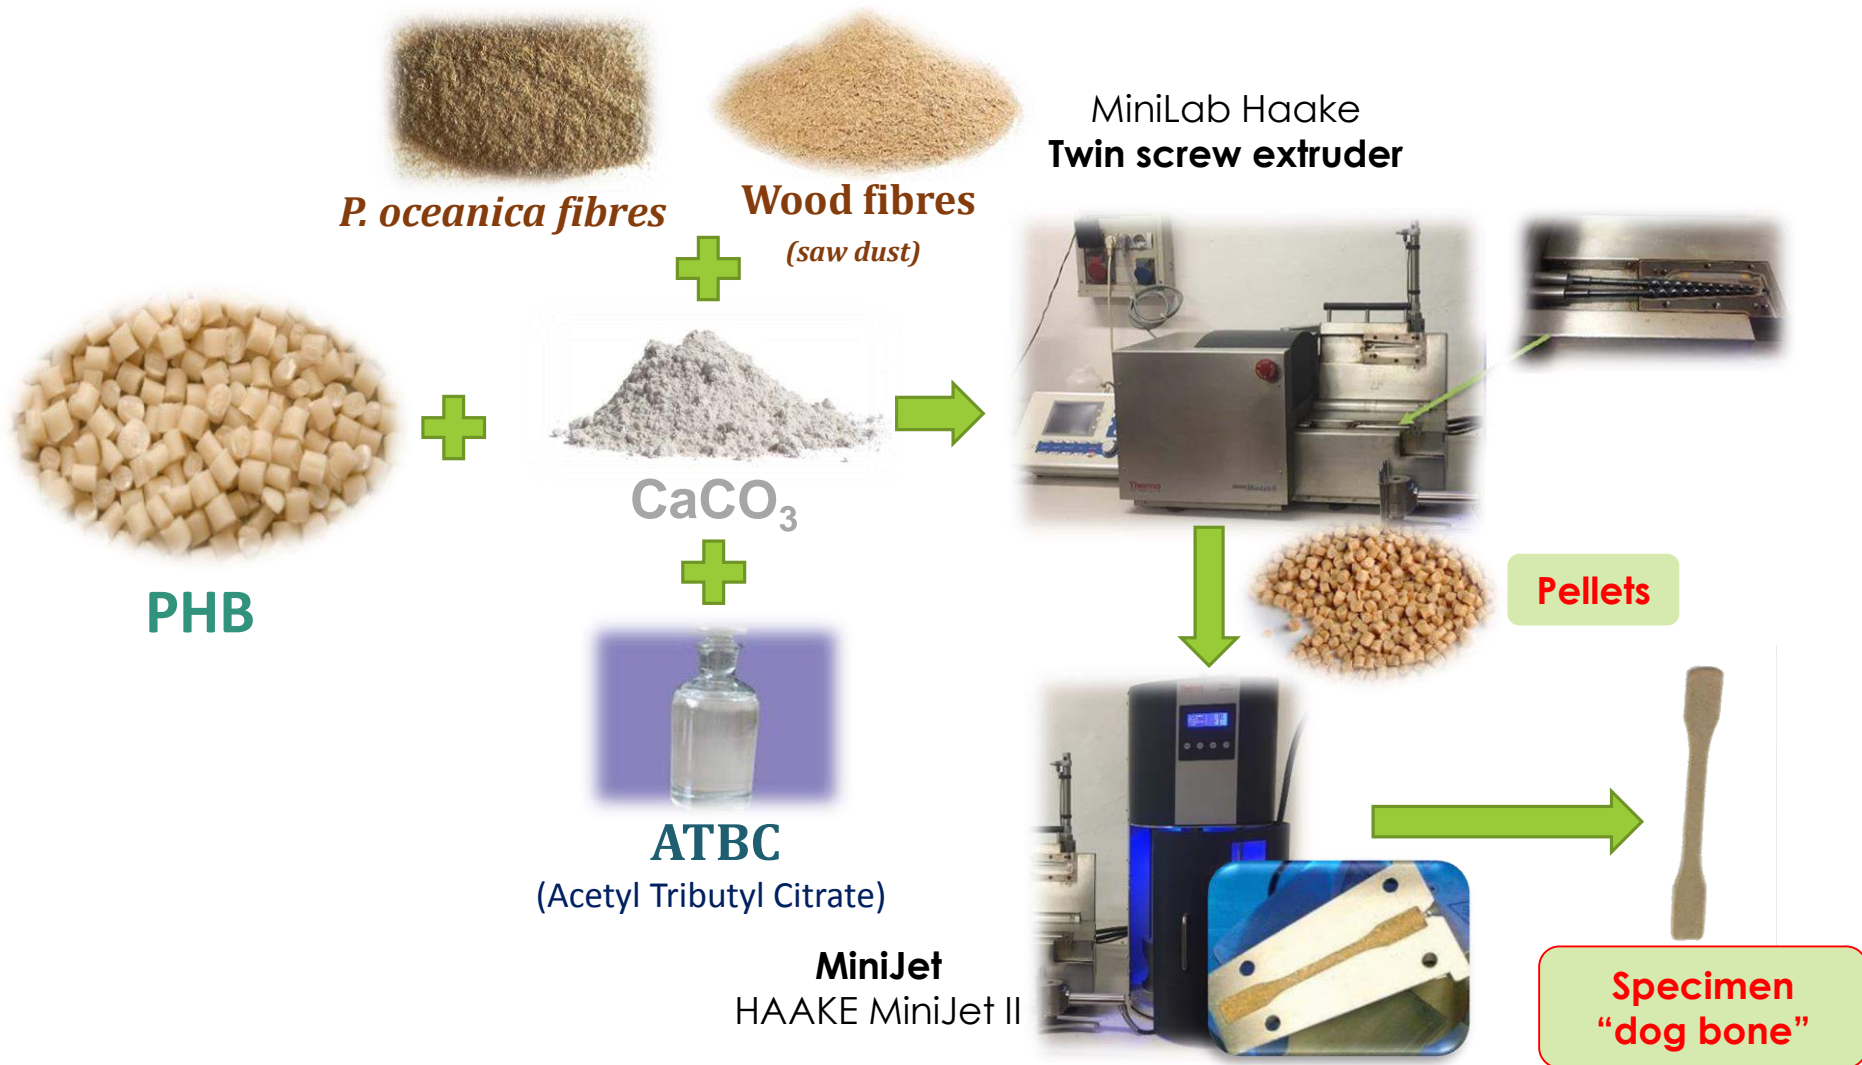 P. oceanica fibres
Wood fibres
(saw dust)
MiniLab Haake
Twin screw extruder
PHB
CaCO₃
ATBC
(Acetyl Tributyl Citrate)
Thermo
Pellets
MiniJet
HAAKE MiniJet II
Specimen
“dog bone”